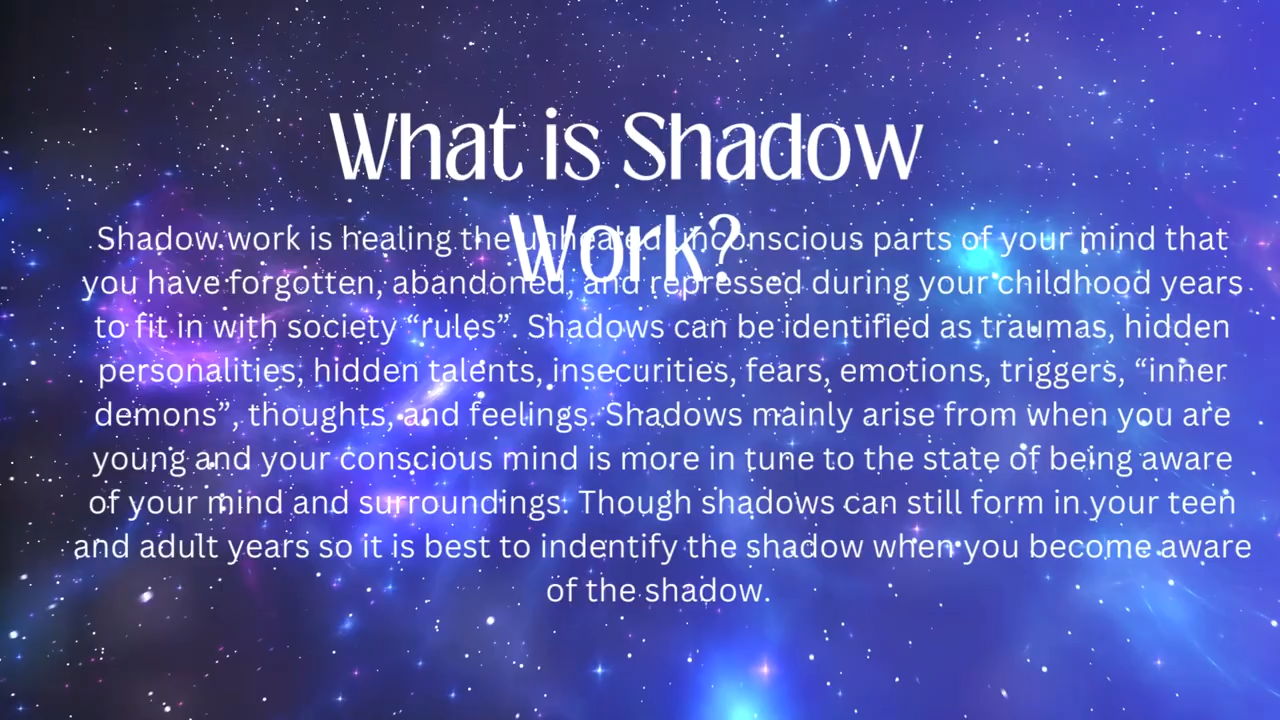 What is Shadow
Work?
Shadow work is healing the unhealed, inconscious parts of your mind that
you have forgotten, abandoned, and repressed during your childhood years
to fit in with society “rules”. Shadows can be identified as traumas, hidden
personalities, hidden talents, insecurities, fears, emotions, triggers, “inner
demons”, thoughts, and feelings. Shadows mainly arise from when you are
young and your conscious mind is more in tune to the state of being aware
of your mind and surroundings. Though shadows can still form in your teen
and adult years so it is best to indentify the shadow when you become aware
of the shadow.